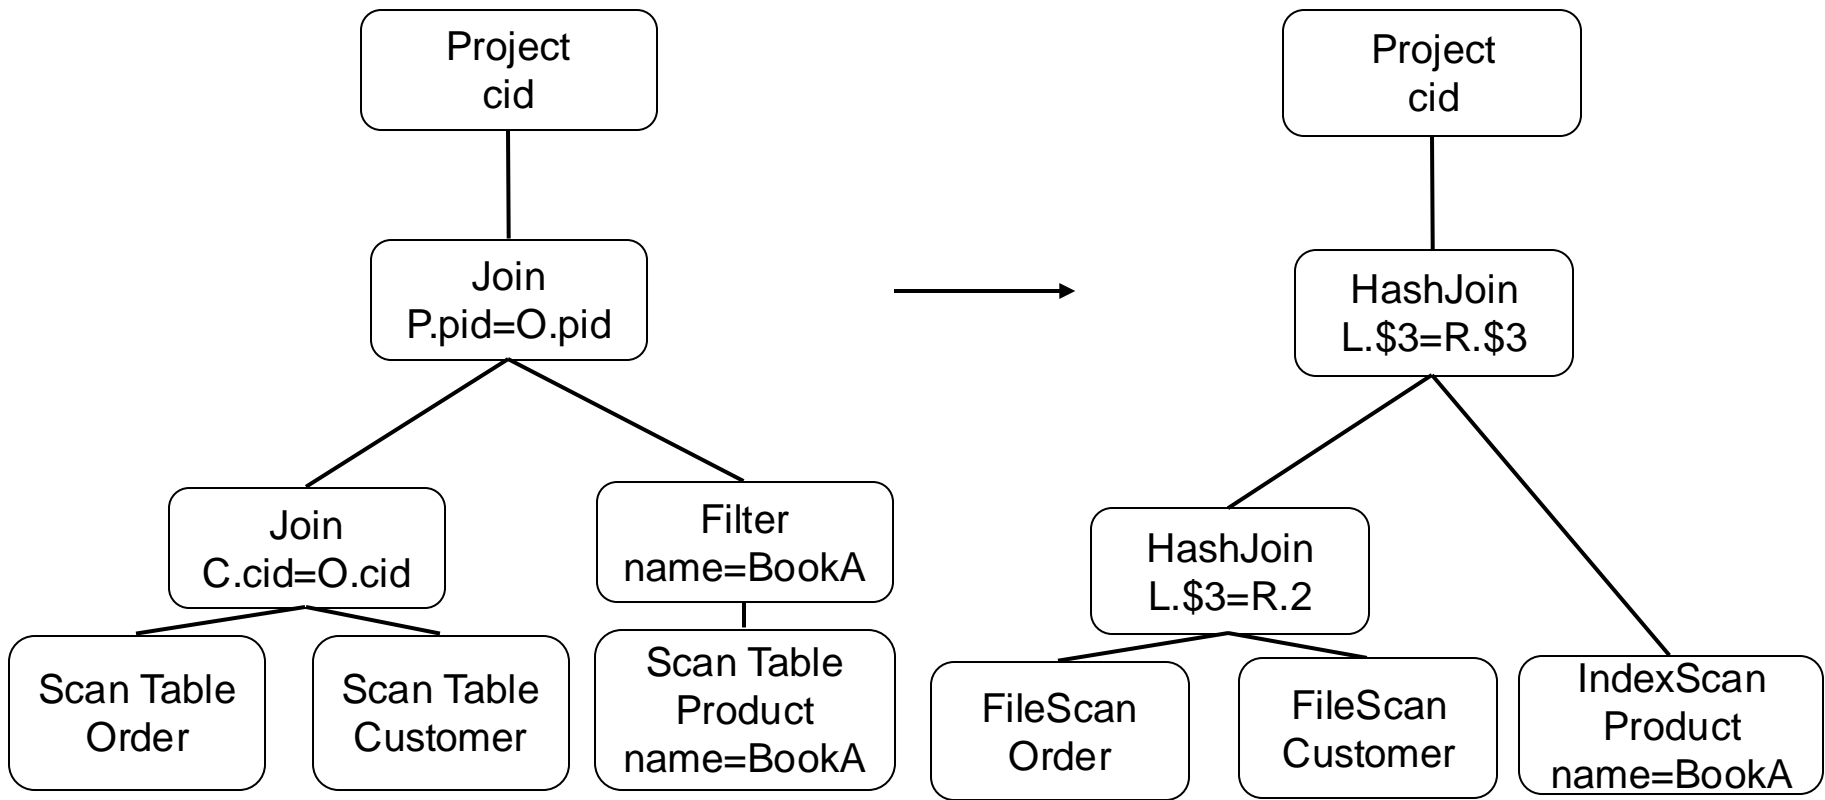 Project
cid
Join
P.pid=O.pid
Join
C.cid=O.cid
Filter
name=BookA
Scan Table
Order
Scan Table
Customer
Scan Table
Product
name=BookA
Project
cid
HashJoin
L.$3=R.$3
HashJoin
L.$3=R.2
FileScan
Order
FileScan
Customer
IndexScan
Product
name=BookA